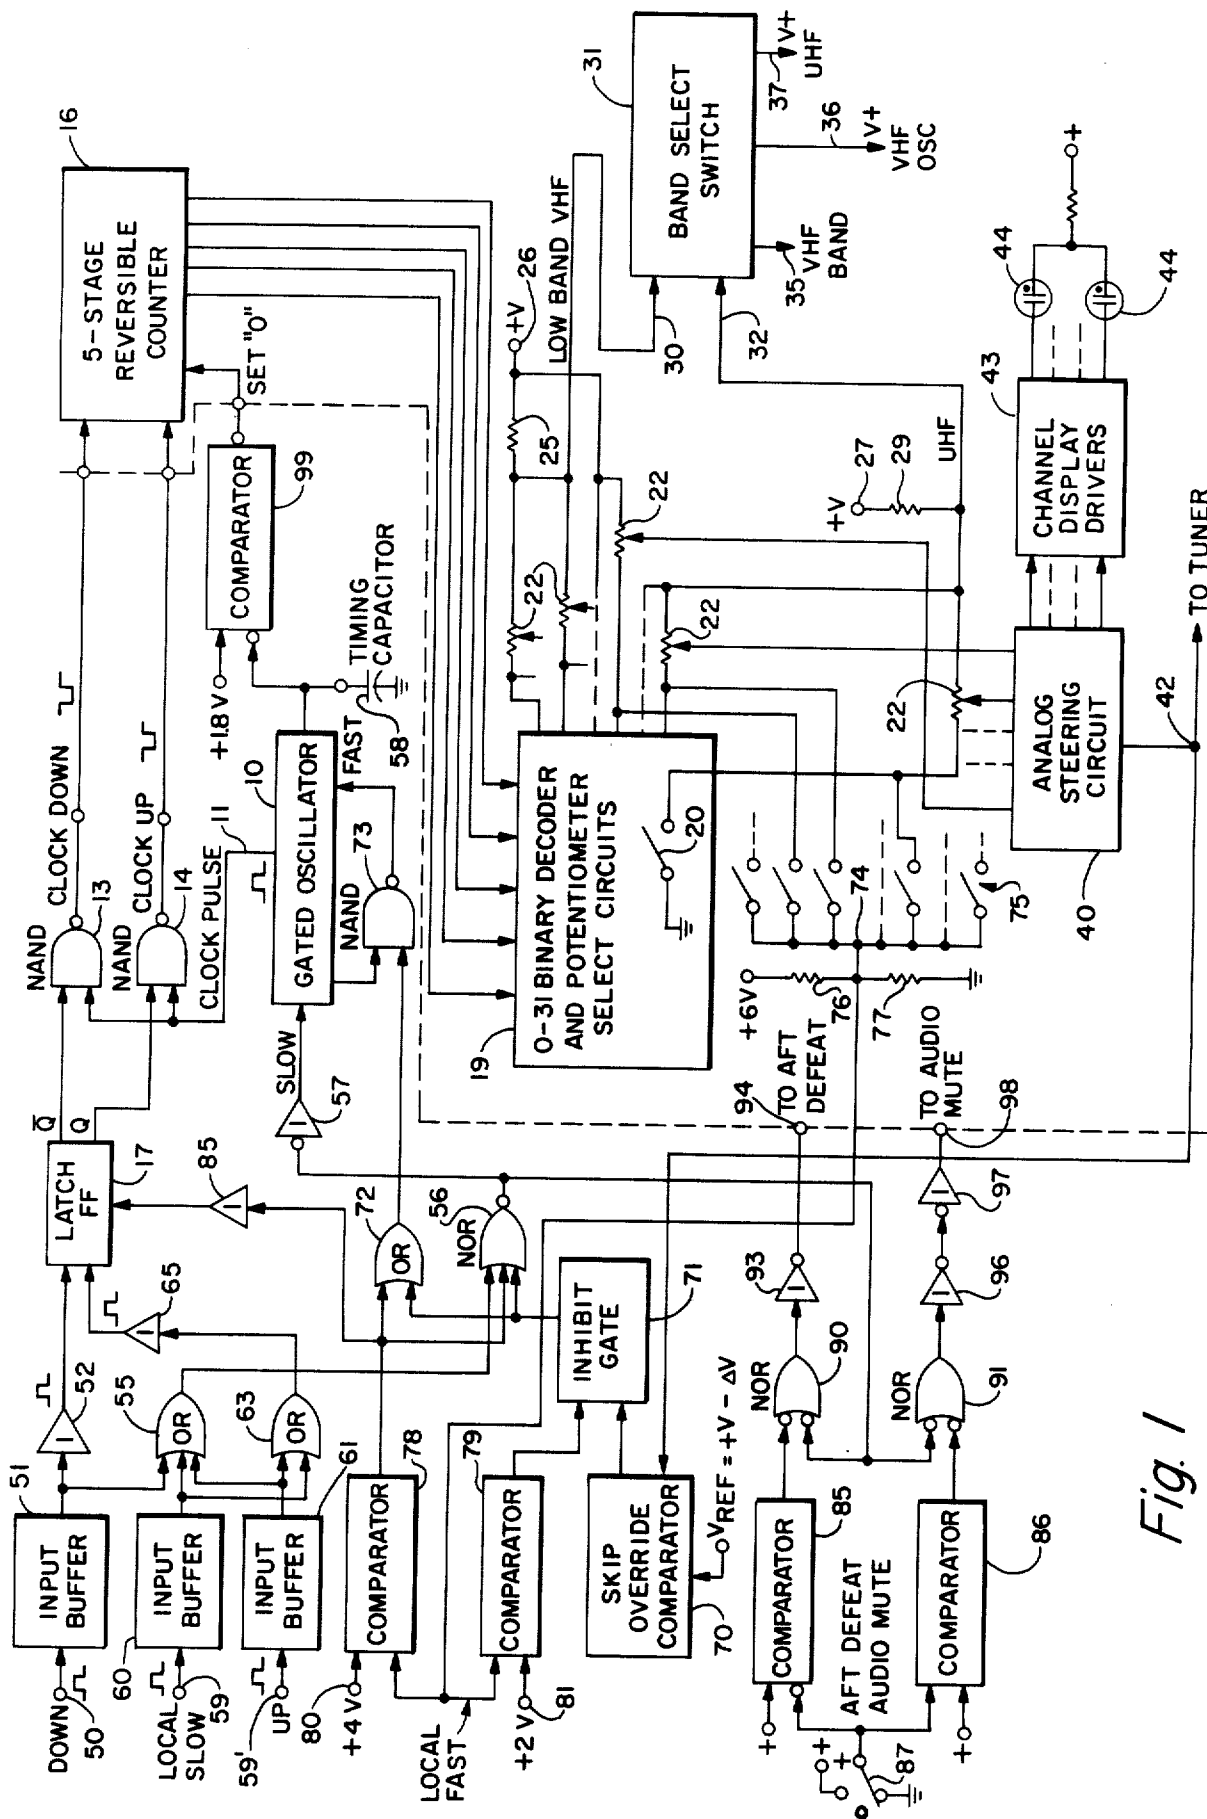 DOWN
50
INPUT
BUFFER
51
52
LOCAL
SLOW
59
60
INPUT
BUFFER
OR
55
59'
UP
INPUT
BUFFER
61
OR
63
65
LATCH
FF
17
Q
Q
85
NAND
13
CLOCK DOWN
NAND
14
CLOCK UP
CLOCK PULSE
11
5-STAGE
REVERSIBLE
COUNTER
16
SET "O"
+1.8 V
COMPARATOR
99
SLOW
57
GATED OSCILLATOR
10
FAST
58
TIMING
CAPACITOR
NAND
73
80
+4 V
COMPARATOR
78
OR
72
NOR
56
LOCAL
FAST
+2 V
81
COMPARATOR
79
INHIBIT
GATE
71
SKIP
OVERRIDE
COMPARATOR
70
VREF = +V - ΔV
19
0-31 BINARY DECODER
AND POTENTIOMETER
SELECT CIRCUITS
20
22
22
22
22
22
25
+V
26
LOW BAND VHF
30
32
31
BAND SELECT
SWITCH
35
VHF
BAND
36
V+
VHF
OSC
37
V+
UHF
+V
27
29
UHF
+6V
76
77
74
75
40
ANALOG
STEERING
CIRCUIT
42
TO TUNER
CHANNEL
DISPLAY
DRIVERS
43
44
44
+
+
COMPARATOR
85
AFT DEFEAT
AUDIO MUTE
+
+
87
+
COMPARATOR
86
NOR
90
93
94
TO AFT
DEFEAT
NOR
91
96
97
98
TO AUDIO
MUTE
Fig. 1